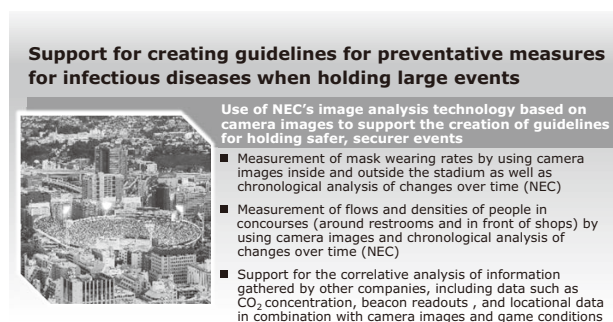 Support for creating guidelines for preventative measures
for infectious diseases when holding large events
Use of NEC's image analysis technology based on
camera images to support the creation of guidelines
for holding safer, securer events
■ Measurement of mask wearing rates by using camera
images inside and outside the stadium as well as
chronological analysis of changes over time (NEC)
■ Measurement of flows and densities of people in
concourses (around restrooms and in front of shops) by
using camera images and chronological analysis of
changes over time (NEC)
■ Support for the correlative analysis of information
gathered by other companies, including data such as
CO₂ concentration, beacon readouts , and locational data
in combination with camera images and game conditions